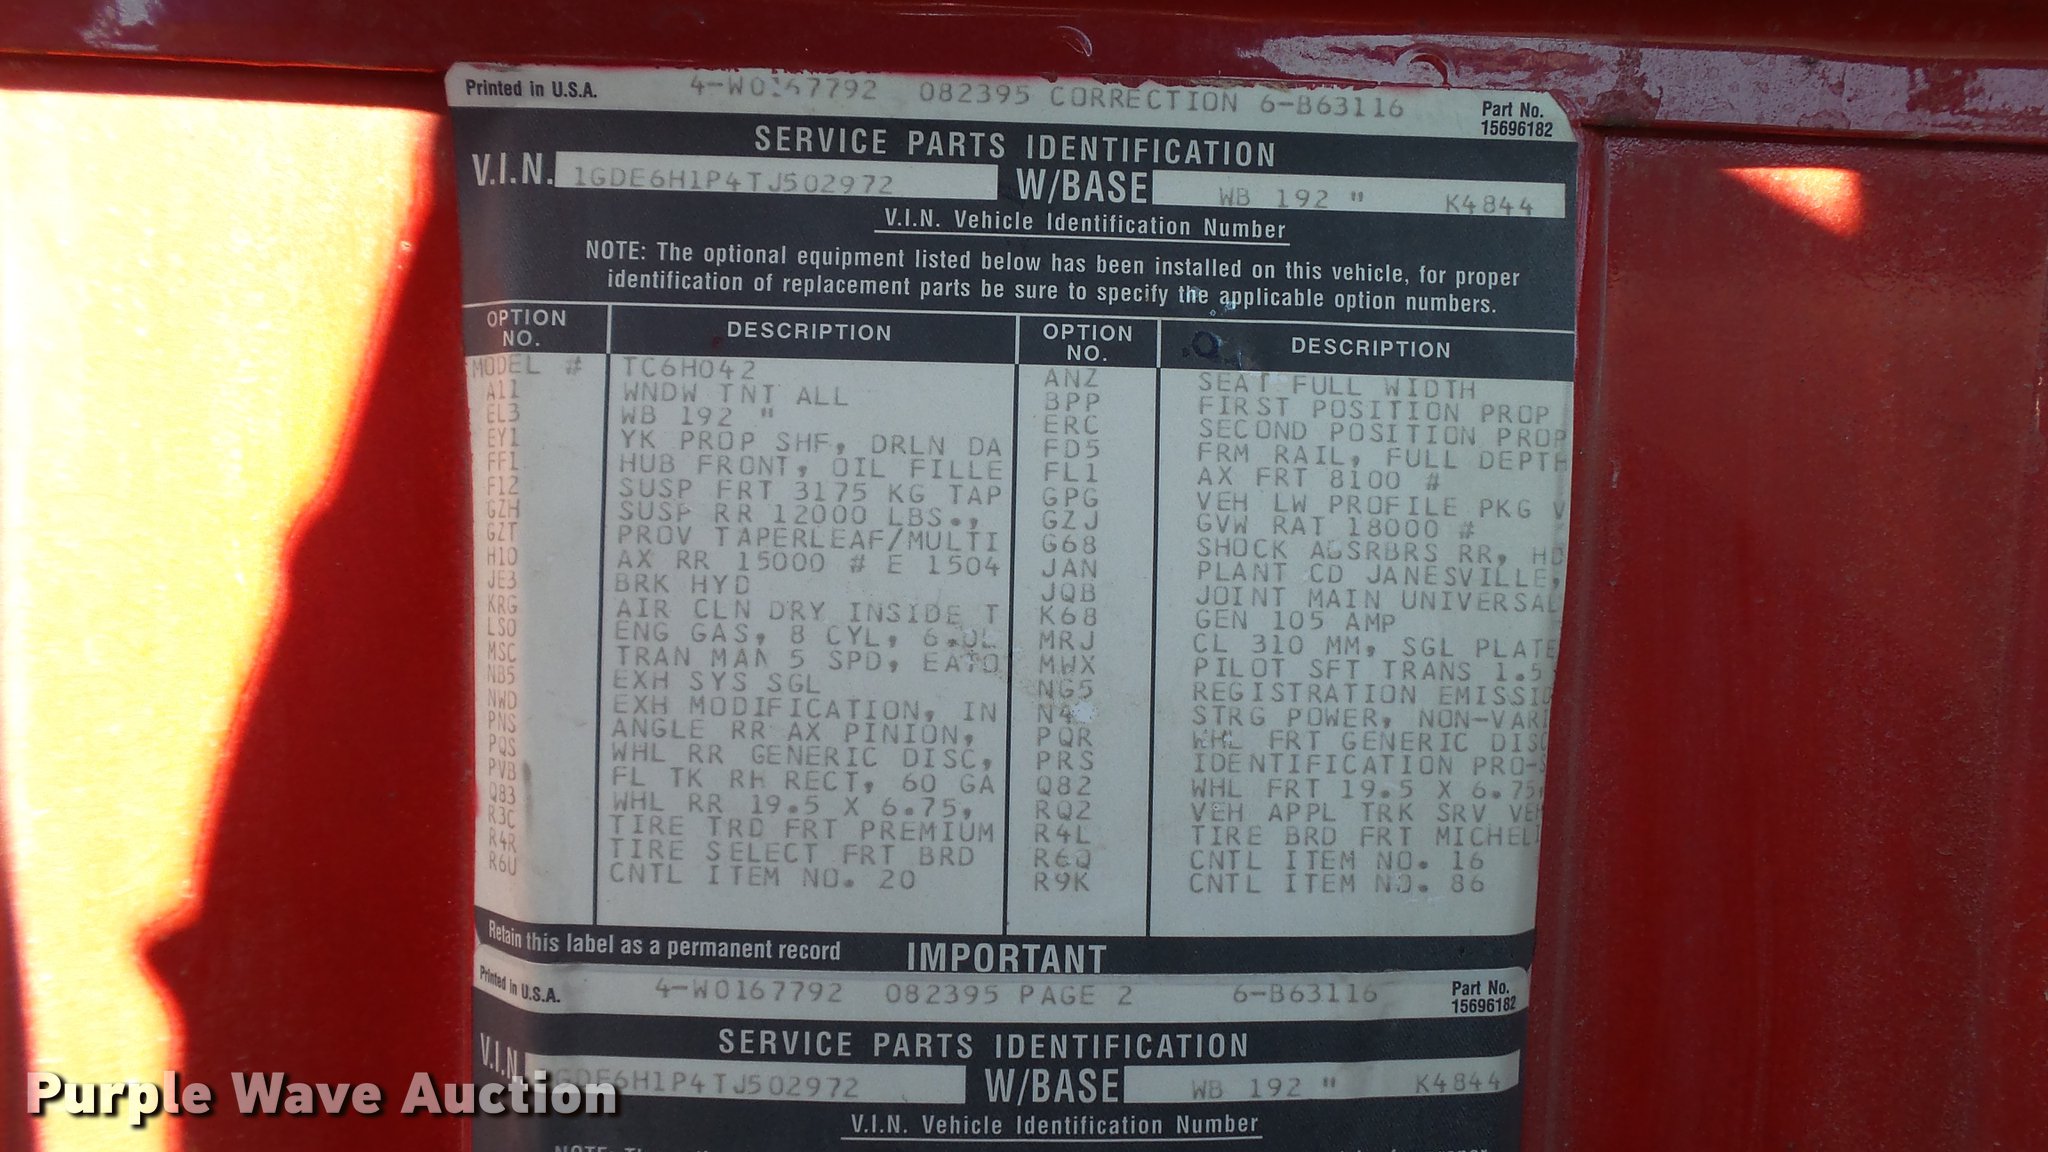 Printed in U.S.A. 4-W0167792 082395 CORRECTION 6-B63116 Part No. 15696182
SERVICE PARTS IDENTIFICATION
V.I.N. 1GDE6H1P4TJ502972 W/BASE WB 192 " K4844
V.I.N. Vehicle Identification Number
NOTE: The optional equipment listed below has been installed on this vehicle, for proper
identification of replacement parts be sure to specify the applicable option numbers.
OPTION NO. DESCRIPTION OPTION NO. DESCRIPTION
MODEL # TC6H042 ANZ SEAT FULL WIDTH
A11 WNDW TNT ALL BPP FIRST POSITION PROP
EL3 WB 192 " ERC SECOND POSITION PROP
EY1 YK PROP SHF, DRLN DA FD5 FRM RAIL, FULL DEPTH
FF1 HUB FRONT, OIL FILLE FL1 AX FRT 8100 #
F12 SUSP FRT 3175 KG TAP GPG VEH LW PROFILE PKG V
GZH SUSP RR 12000 LBS., GZJ GVW RAT 18000 #
GZT PROV TAPERLEAF/MULTI G68 SHOCK ABSRBRS RR, HD
H10 AX RR 15000 # E 1504 JAN PLANT CD JANESVILLE,
JE3 BRK HYD JQB JOINT MAIN UNIVERSAL
KRG AIR CLN DRY INSIDE T K68 GEN 105 AMP
LS0 ENG GAS, 8 CYL, 6.0L MRJ CL 310 MM, SGL PLATE
MSC TRAN MAN 5 SPD, EATO MWX PILOT SFT TRANS 1.5
NB5 EXH SYS SGL NG5 REGISTRATION EMISSIO
NWD EXH MODIFICATION, IN N4 STRG POWER, NON-VARI
PNS ANGLE RR AX PINION, PQR WHL FRT GENERIC DISC
PQS WHL RR GENERIC DISC, PRS IDENTIFICATION PRO-S
PVB FL TK RH RECT, 60 GA Q82 WHL FRT 19.5 X 6.75,
Q83 WHL RR 19.5 X 6.75, RQ2 VEH APPL TRK SRV VEH
R3C TIRE TRD FRT PREMIUM R4L TIRE BRD FRT MICHELI
R4R TIRE SELECT FRT BRD R6Q CNTL ITEM NO. 16
R6U CNTL ITEM NO. 20 R9K CNTL ITEM NO. 86
Retain this label as a permanent record IMPORTANT
Printed in U.S.A. 4-W0167792 082395 PAGE 2 6-B63116 Part No. 15696182
SERVICE PARTS IDENTIFICATION
V.I.N. GDE6H1P4TJ502972 W/BASE WB 192 " K4844
V.I.N. Vehicle Identification Number
Purple Wave Auction